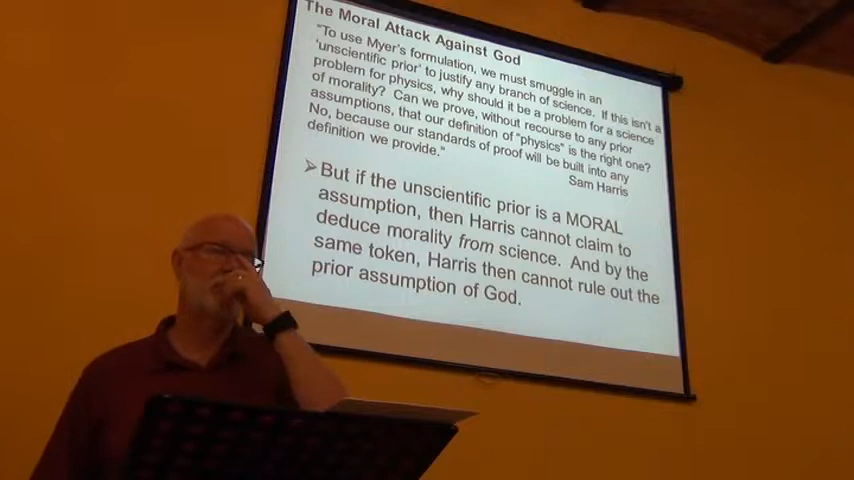 The Moral Attack Against God
"To use Myer's formulation, we must smuggle in an
'unscientific prior' to justify any branch of science. If this isn't a
problem for physics, why should it be a problem for a science
of morality? Can we prove, without recourse to any prior
assumptions, that our definition of "physics" is the right one?
No, because our standards of proof will be built into any
definition we provide."
Sam Harris
➢ But if the unscientific prior is a MORAL
assumption, then Harris cannot claim to
deduce morality from science. And by the
same token, Harris then cannot rule out the
prior assumption of God.